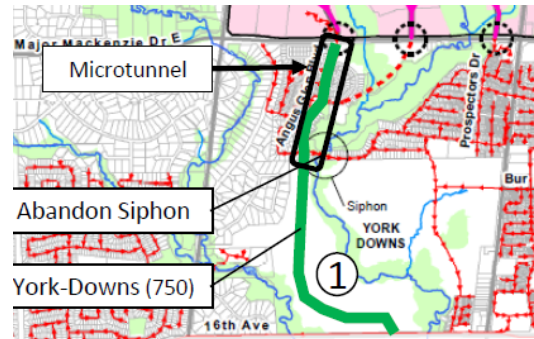 Major Mackenzie Dr E
Microtunnel
Angus Glen Blvd
Prospectors Dr
Abandon Siphon
Siphon
Bur
YORK
DOWNS
York-Downs (750)
1
16th Ave